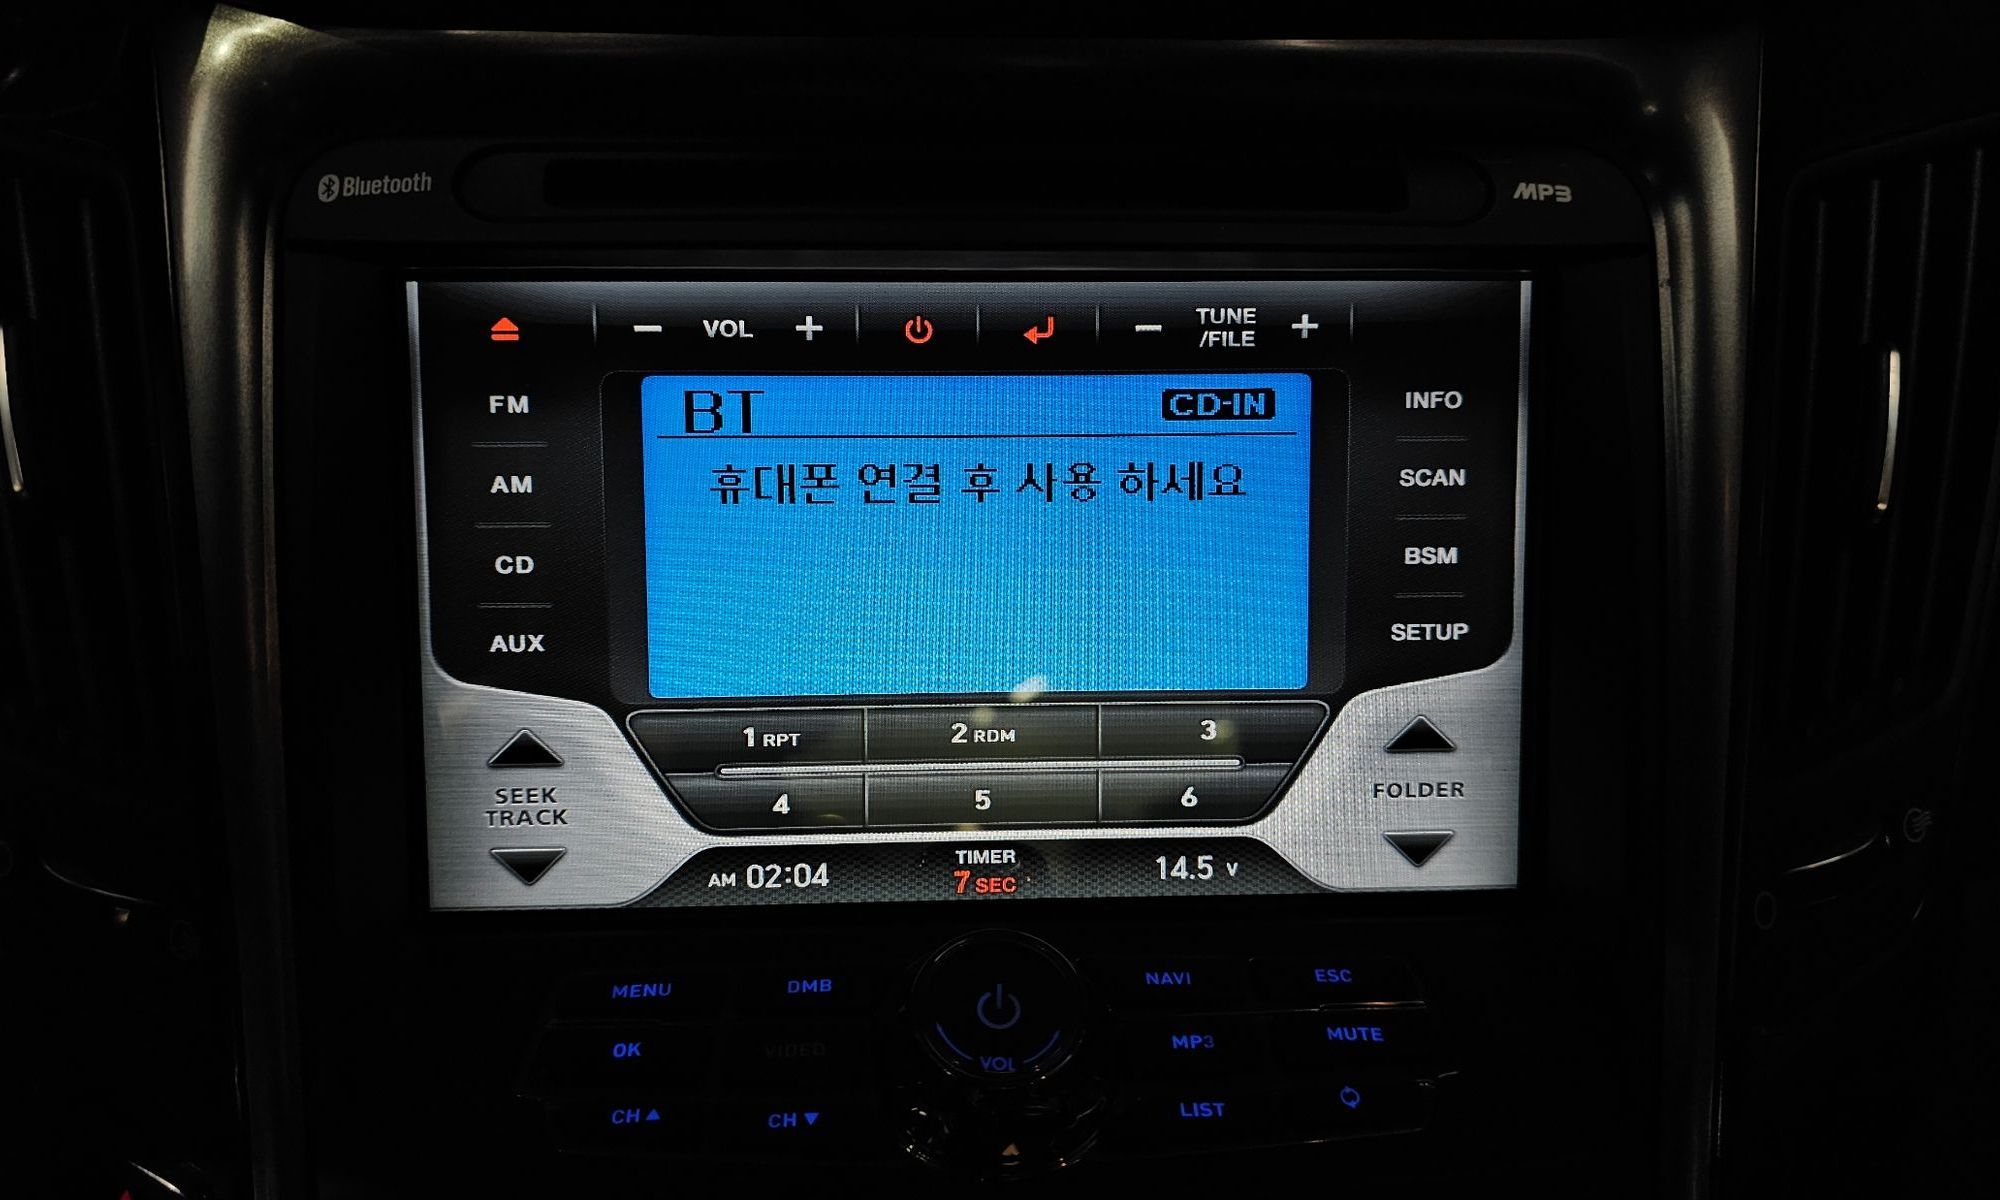 Bluetooth
MP3
VOL
TUNE
/FILE
FM
AM
CD
AUX
BT
CD-IN
휴대폰 연결 후 사용 하세요
INFO
SCAN
BSM
SETUP
SEEK
TRACK
1 RPT
2 RDM
3
4
5
6
FOLDER
AM 02:04
TIMER
7 SEC
14.5 V
MENU
DMB
NAVI
ESC
OK
VIDEO
VOL
MP3
MUTE
CH
CH
LIST